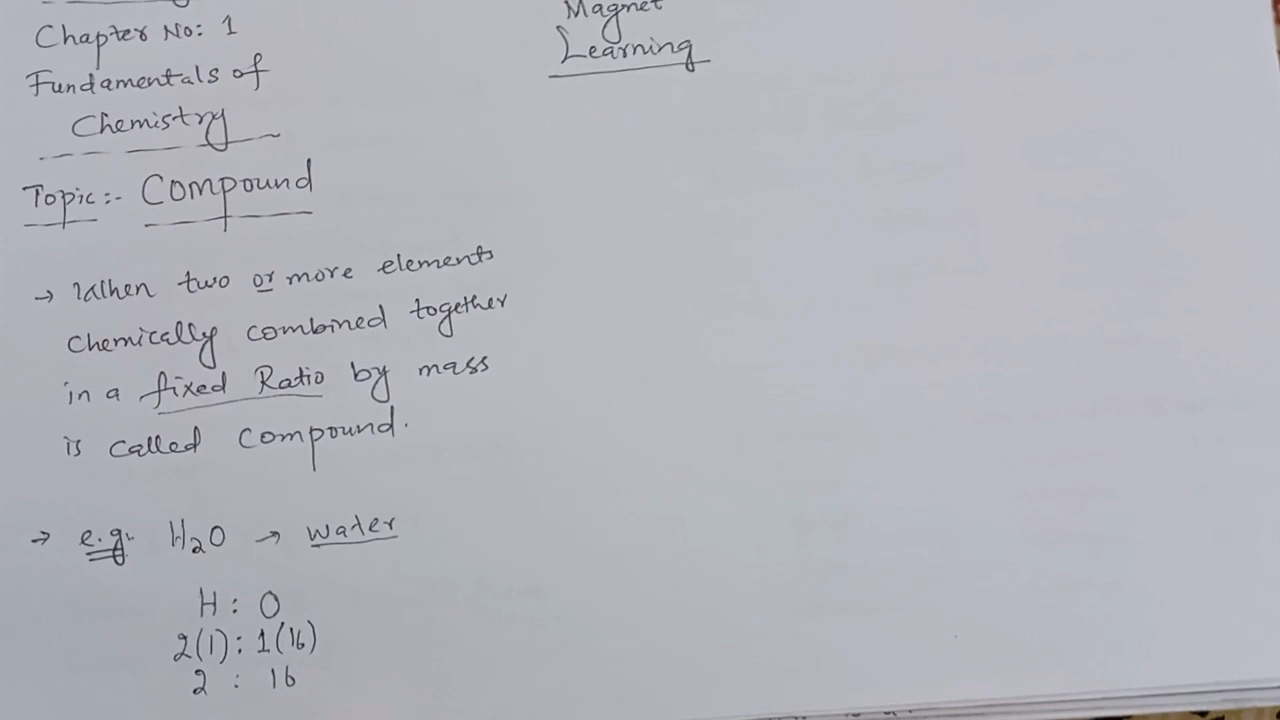 Magnet
Learning
Chapter No: 1
Fundamentals of
Chemistry
Topic:- Compound
→ When two or more elements
Chemically combined together
in a fixed Ratio by mass
is called Compound.
→ e.g: H₂O → water
H : O
2(1) : 1(16)
2 : 16